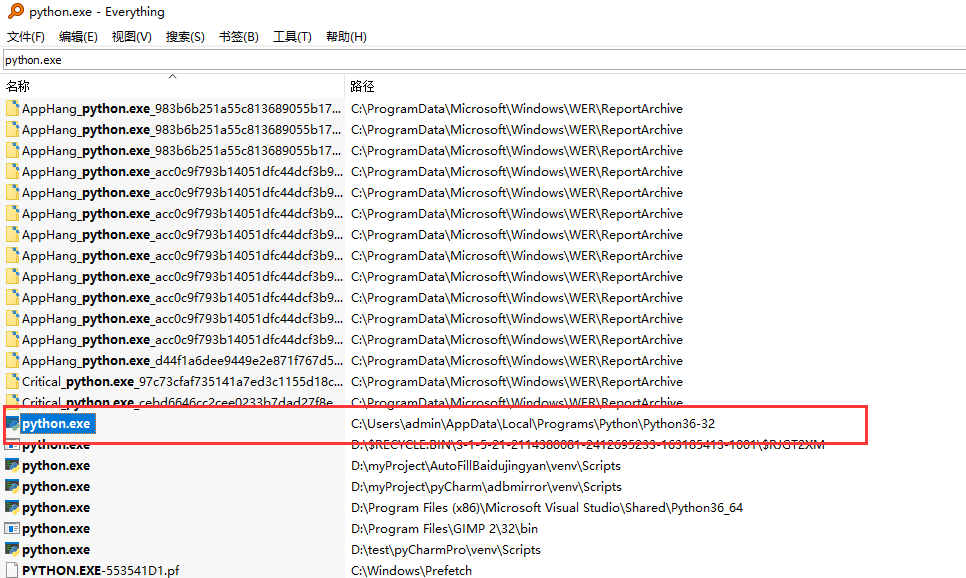 python.exe - Everything
文件(F) 编辑(E) 视图(V) 搜索(S) 书签(B) 工具(T) 帮助(H)
python.exe
名称 路径
AppHang_python.exe_983b6b251a55c813689055b17... C:\ProgramData\Microsoft\Windows\WER\ReportArchive
AppHang_python.exe_983b6b251a55c813689055b17... C:\ProgramData\Microsoft\Windows\WER\ReportArchive
AppHang_python.exe_983b6b251a55c813689055b17... C:\ProgramData\Microsoft\Windows\WER\ReportArchive
AppHang_python.exe_acc0c9f793b14051dfc44dcf3b9... C:\ProgramData\Microsoft\Windows\WER\ReportArchive
AppHang_python.exe_acc0c9f793b14051dfc44dcf3b9... C:\ProgramData\Microsoft\Windows\WER\ReportArchive
AppHang_python.exe_acc0c9f793b14051dfc44dcf3b9... C:\ProgramData\Microsoft\Windows\WER\ReportArchive
AppHang_python.exe_acc0c9f793b14051dfc44dcf3b9... C:\ProgramData\Microsoft\Windows\WER\ReportArchive
AppHang_python.exe_acc0c9f793b14051dfc44dcf3b9... C:\ProgramData\Microsoft\Windows\WER\ReportArchive
AppHang_python.exe_acc0c9f793b14051dfc44dcf3b9... C:\ProgramData\Microsoft\Windows\WER\ReportArchive
AppHang_python.exe_acc0c9f793b14051dfc44dcf3b9... C:\ProgramData\Microsoft\Windows\WER\ReportArchive
AppHang_python.exe_acc0c9f793b14051dfc44dcf3b9... C:\ProgramData\Microsoft\Windows\WER\ReportArchive
AppHang_python.exe_acc0c9f793b14051dfc44dcf3b9... C:\ProgramData\Microsoft\Windows\WER\ReportArchive
AppHang_python.exe_d44f1a6dee9449e2e871f767d5... C:\ProgramData\Microsoft\Windows\WER\ReportArchive
Critical_python.exe_97c73cfaf735141a7ed3c1155d18c... C:\ProgramData\Microsoft\Windows\WER\ReportArchive
Critical_python.exe_cebd6646cc2cee0233b7dad27f8e... C:\ProgramData\Microsoft\Windows\WER\ReportArchive
python.exe C:\Users\admin\AppData\Local\Programs\Python\Python36-32
python.exe
python.exe D:\myProject\AutoFillBaidujingyan\venv\Scripts
python.exe D:\myProject\pyCharm\adbmirror\venv\Scripts
python.exe D:\Program Files (x86)\Microsoft Visual Studio\Shared\Python36_64
python.exe D:\Program Files\GIMP 2\32\bin
python.exe D:\test\pyCharmPro\venv\Scripts
PYTHON.EXE-553541D1.pf C:\Windows\Prefetch